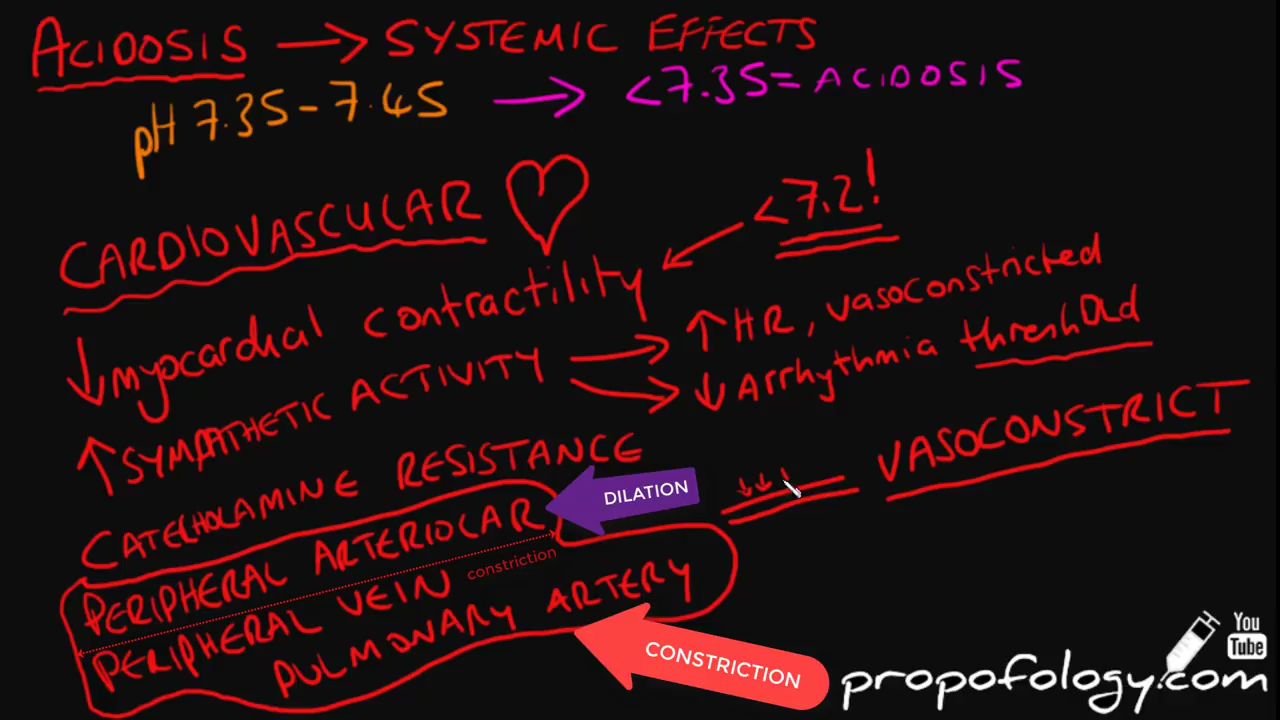 ACIDOSIS → SYSTEMIC EFFECTS
pH 7.35 - 7.45 → <7.35 = ACIDOSIS
CARDIOVASCULAR
<7.2!
↓ myocardial contractility
↑ SYMPATHETIC ACTIVITY
↑ HR, vasoconstricted
↓ Arrhythmia threshold
CATECHOLAMINE RESISTANCE
↓↓↓ VASOCONSTRICT
PERIPHERAL ARTERIOLAR
DILATION
PERIPHERAL VEIN constriction
PULMONARY ARTERY
CONSTRICTION
You
Tube
propofology.com